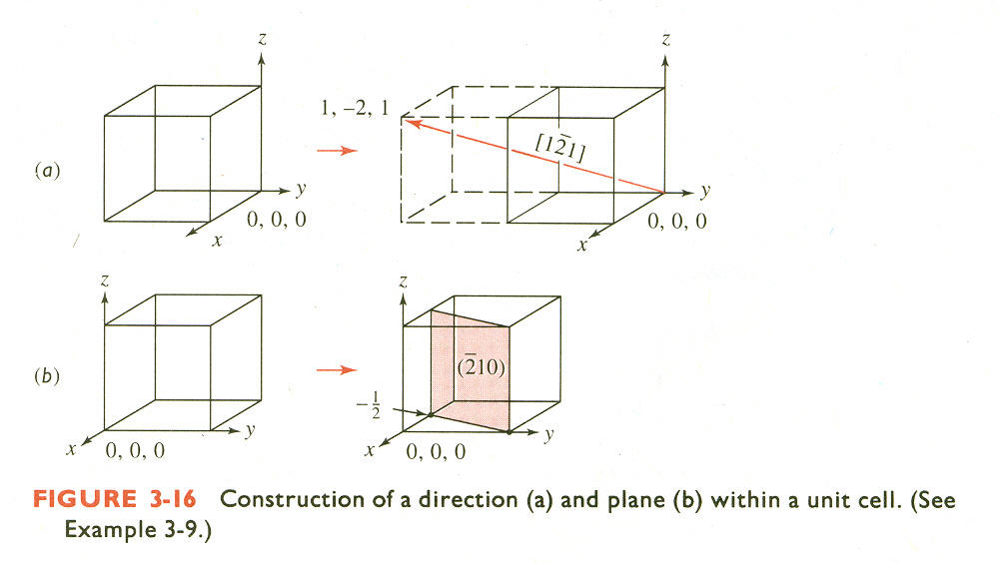 z
z
1, –2, 1
[12̅1]
(a)
y
y
0, 0, 0
0, 0, 0
x
x
z
z
(2̅10)
(b)
–1/2
y
y
x
0, 0, 0
x
0, 0, 0
FIGURE 3-16 Construction of a direction (a) and plane (b) within a unit cell. (See
Example 3-9.)